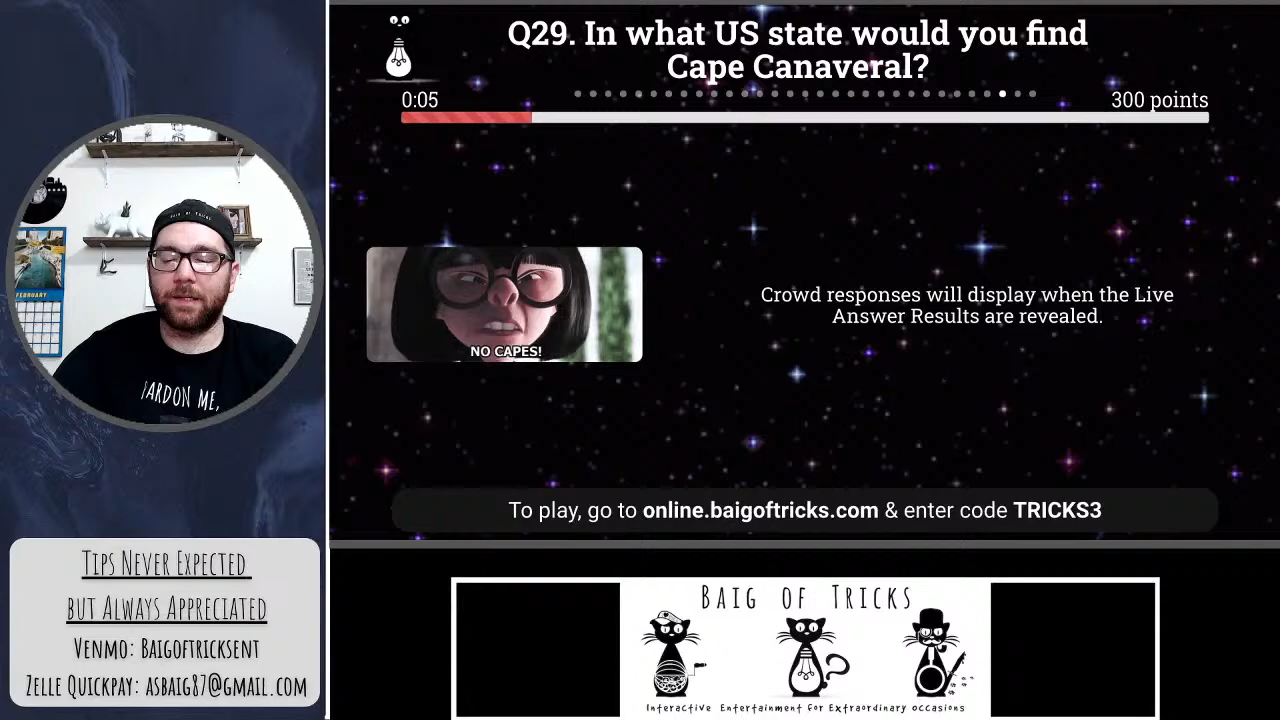 Q29. In what US state would you find
Cape Canaveral?
0:05
300 points
NO CAPES!
Crowd responses will display when the Live
Answer Results are revealed.
To play, go to online.baigoftricks.com & enter code TRICKS3
FEBRUARY
PARDON ME,
Tips Never Expected
but Always Appreciated
Venmo: Baigoftricksent
Zelle Quickpay: asbaig87@gmail.com
Baig of Tricks
Interactive Entertainment for Extraordinary occasions